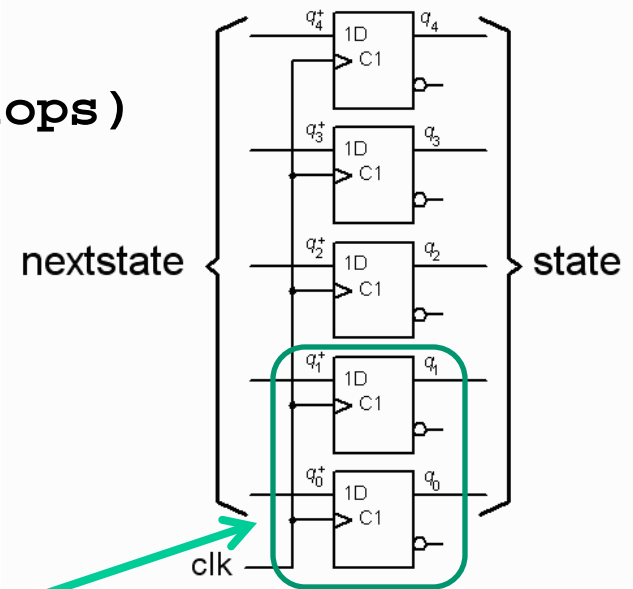 q₄⁺ q₄
1D
C1
ops)
q₃⁺ q₃
1D
C1
q₂⁺ q₂
nextstate 1D state
C1
q₁⁺ q₁
1D
C1
q₀⁺ q₀
1D
C1
clk